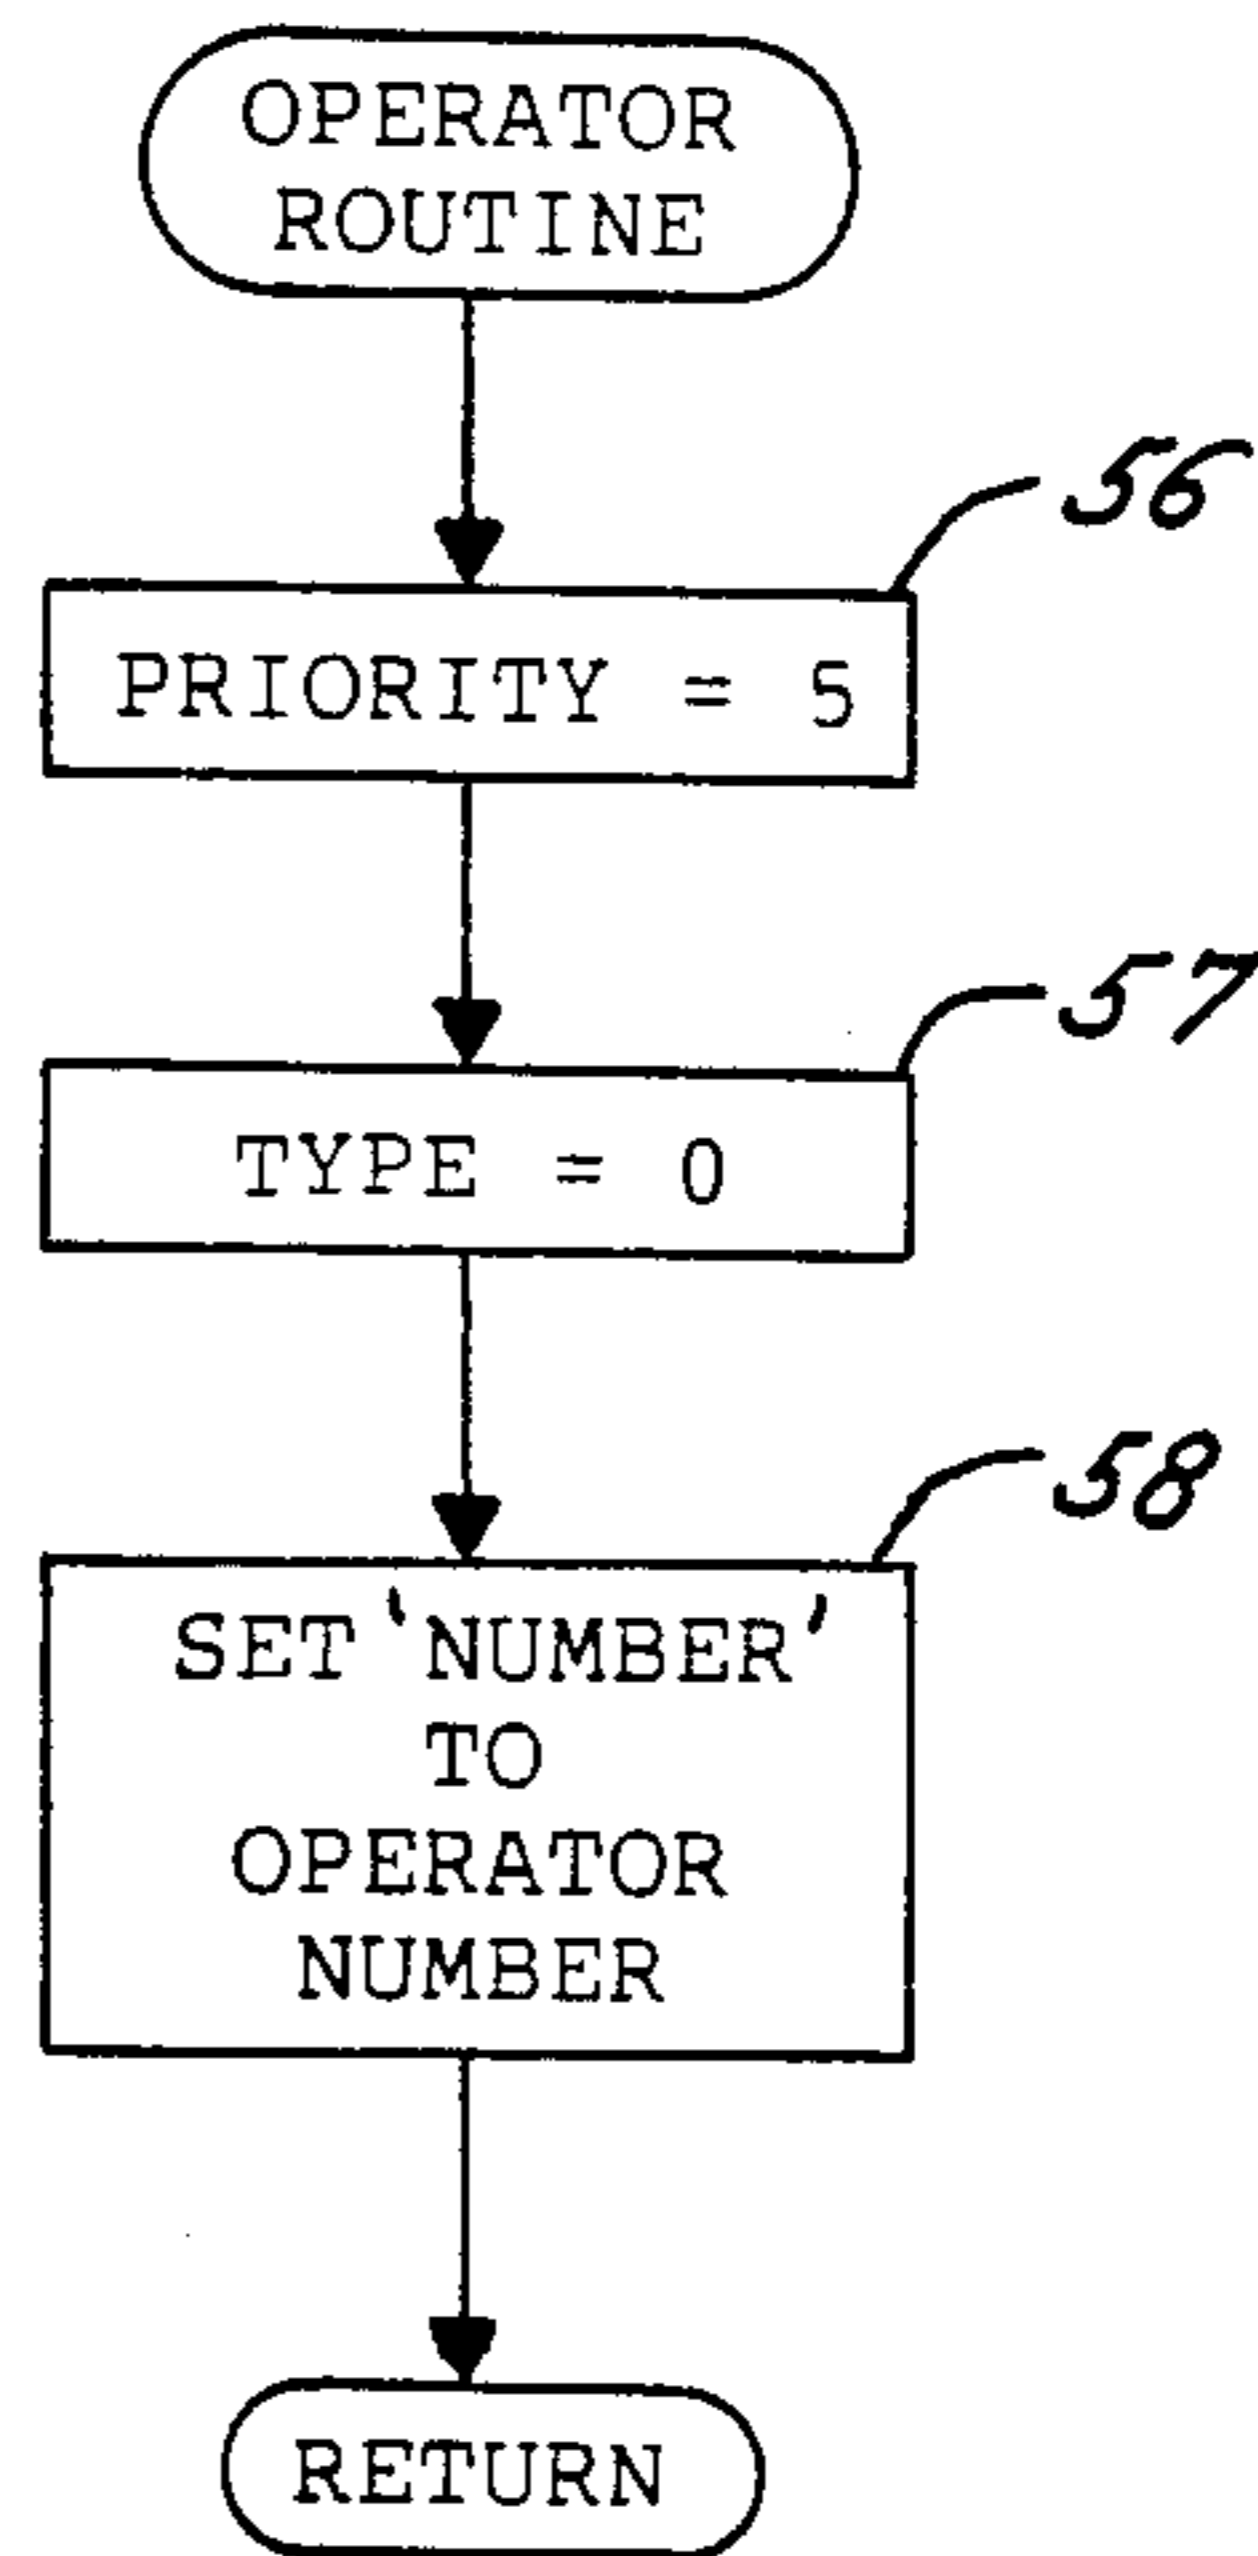 OPERATOR
ROUTINE
56
PRIORITY = 5
57
TYPE = 0
58
SET 'NUMBER'
TO
OPERATOR
NUMBER
RETURN